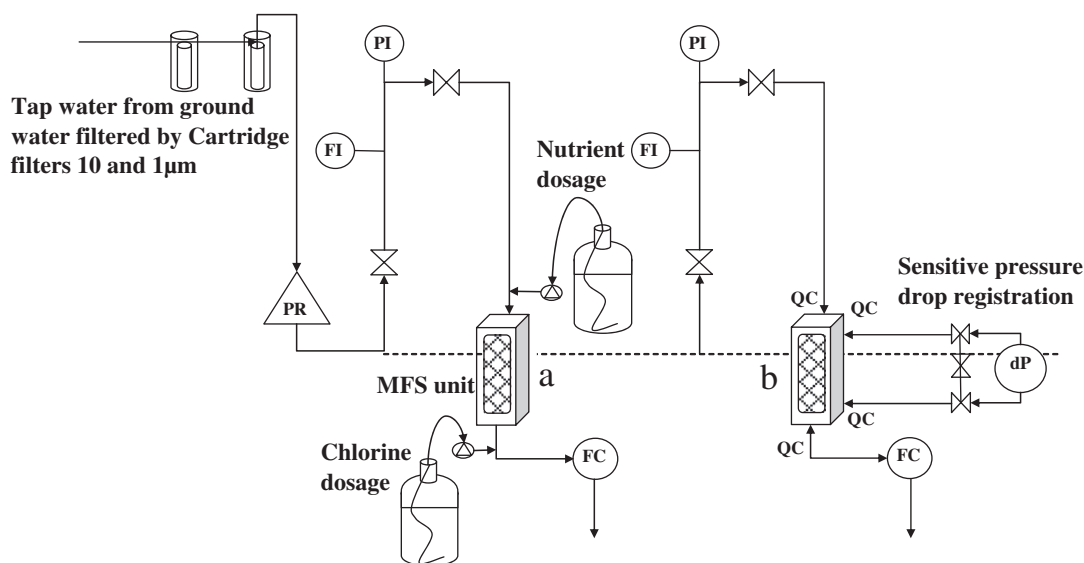 PI
PI
Tap water from ground
water filtered by Cartridge
filters 10 and 1µm
FI
Nutrient
dosage
FI
PR
Sensitive pressure
drop registration
QC
QC
MFS unit
a
b
dP
QC
QC
Chlorine
dosage
FC
FC